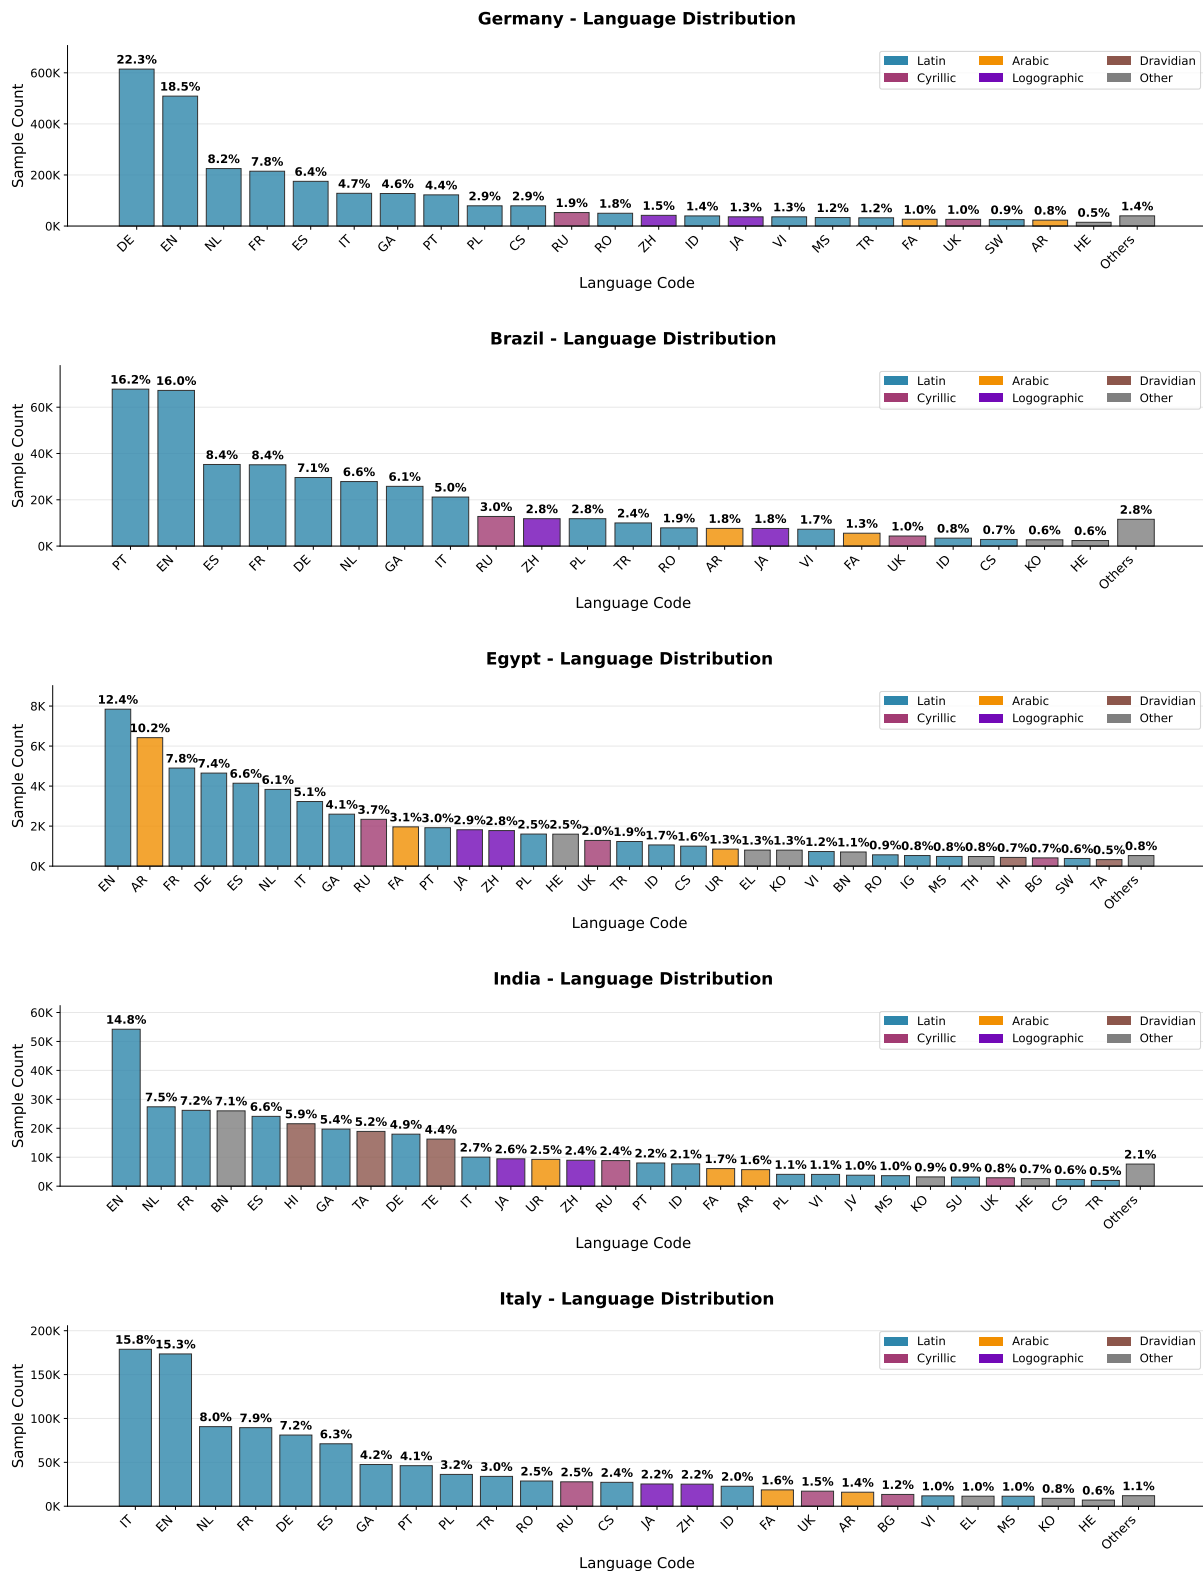 Germany - Language Distribution
Sample Count
600K
400K
200K
0K
22.3% 18.5% 8.2% 7.8% 6.4% 4.7% 4.6% 4.4% 2.9% 2.9% 1.9% 1.8% 1.5% 1.4% 1.3% 1.3% 1.2% 1.2% 1.0% 1.0% 0.9% 0.8% 0.5% 1.4%
Latin Arabic Dravidian
Cyrillic Logographic Other
DE EN NL FR ES IT GA PT PL CS RU RO ZH ID JA VI MS TR FA UK SW AR HE Others
Language Code
Brazil - Language Distribution
Sample Count
60K
40K
20K
0K
16.2% 16.0% 8.4% 8.4% 7.1% 6.6% 6.1% 5.0% 3.0% 2.8% 2.8% 2.4% 1.9% 1.8% 1.8% 1.7% 1.3% 1.0% 0.8% 0.7% 0.6% 0.6% 2.8%
Latin Arabic Dravidian
Cyrillic Logographic Other
PT EN ES FR DE NL GA IT RU ZH PL TR RO AR JA VI FA UK ID CS KO HE Others
Language Code
Egypt - Language Distribution
Sample Count
8K
6K
4K
2K
0K
12.4% 10.2% 7.8% 7.4% 6.6% 6.1% 5.1% 4.1% 3.7% 3.1% 3.0% 2.9% 2.8% 2.5% 2.5% 2.0% 1.9% 1.7% 1.6% 1.3% 1.3% 1.3% 1.2% 1.1% 0.9% 0.8% 0.8% 0.8% 0.7% 0.7% 0.6% 0.5% 0.8%
Latin Arabic Dravidian
Cyrillic Logographic Other
EN AR FR DE ES NL IT GA RU FA PT JA ZH PL HE UK TR ID CS UR EL KO VI BN RO IG MS TH HI BG SW TA Others
Language Code
India - Language Distribution
Sample Count
60K
50K
40K
30K
20K
10K
0K
14.8% 7.5% 7.2% 7.1% 6.6% 5.9% 5.4% 5.2% 4.9% 4.4% 2.7% 2.6% 2.5% 2.4% 2.4% 2.2% 2.1% 1.7% 1.6% 1.1% 1.1% 1.0% 1.0% 0.9% 0.9% 0.8% 0.7% 0.6% 0.5% 2.1%
Latin Arabic Dravidian
Cyrillic Logographic Other
EN NL FR BN ES HI GA TA DE TE IT JA UR ZH RU PT ID FA AR PL VI JV MS KO SU UK HE CS TR Others
Language Code
Italy - Language Distribution
Sample Count
200K
150K
100K
50K
0K
15.8% 15.3% 8.0% 7.9% 7.2% 6.3% 4.2% 4.1% 3.2% 3.0% 2.5% 2.5% 2.4% 2.2% 2.2% 2.0% 1.6% 1.5% 1.4% 1.2% 1.0% 1.0% 1.0% 0.8% 0.6% 1.1%
Latin Arabic Dravidian
Cyrillic Logographic Other
IT EN NL FR DE ES GA PT PL TR RO RU CS JA ZH ID FA UK AR BG VI EL MS KO HE Others
Language Code